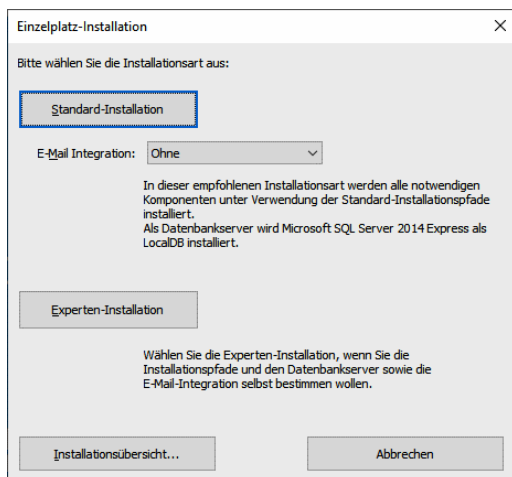 Einzelplatz-Installation
Bitte wählen Sie die Installationsart aus:
Standard-Installation
E-Mail Integration: Ohne
In dieser empfohlenen Installationsart werden alle notwendigen
Komponenten unter Verwendung der Standard-Installationspfade
installiert.
Als Datenbankserver wird Microsoft SQL Server 2014 Express als
LocalDB installiert.
Experten-Installation
Wählen Sie die Experten-Installation, wenn Sie die
Installationspfade und den Datenbankserver sowie die
E-Mail-Integration selbst bestimmen wollen.
Installationsübersicht... Abbrechen